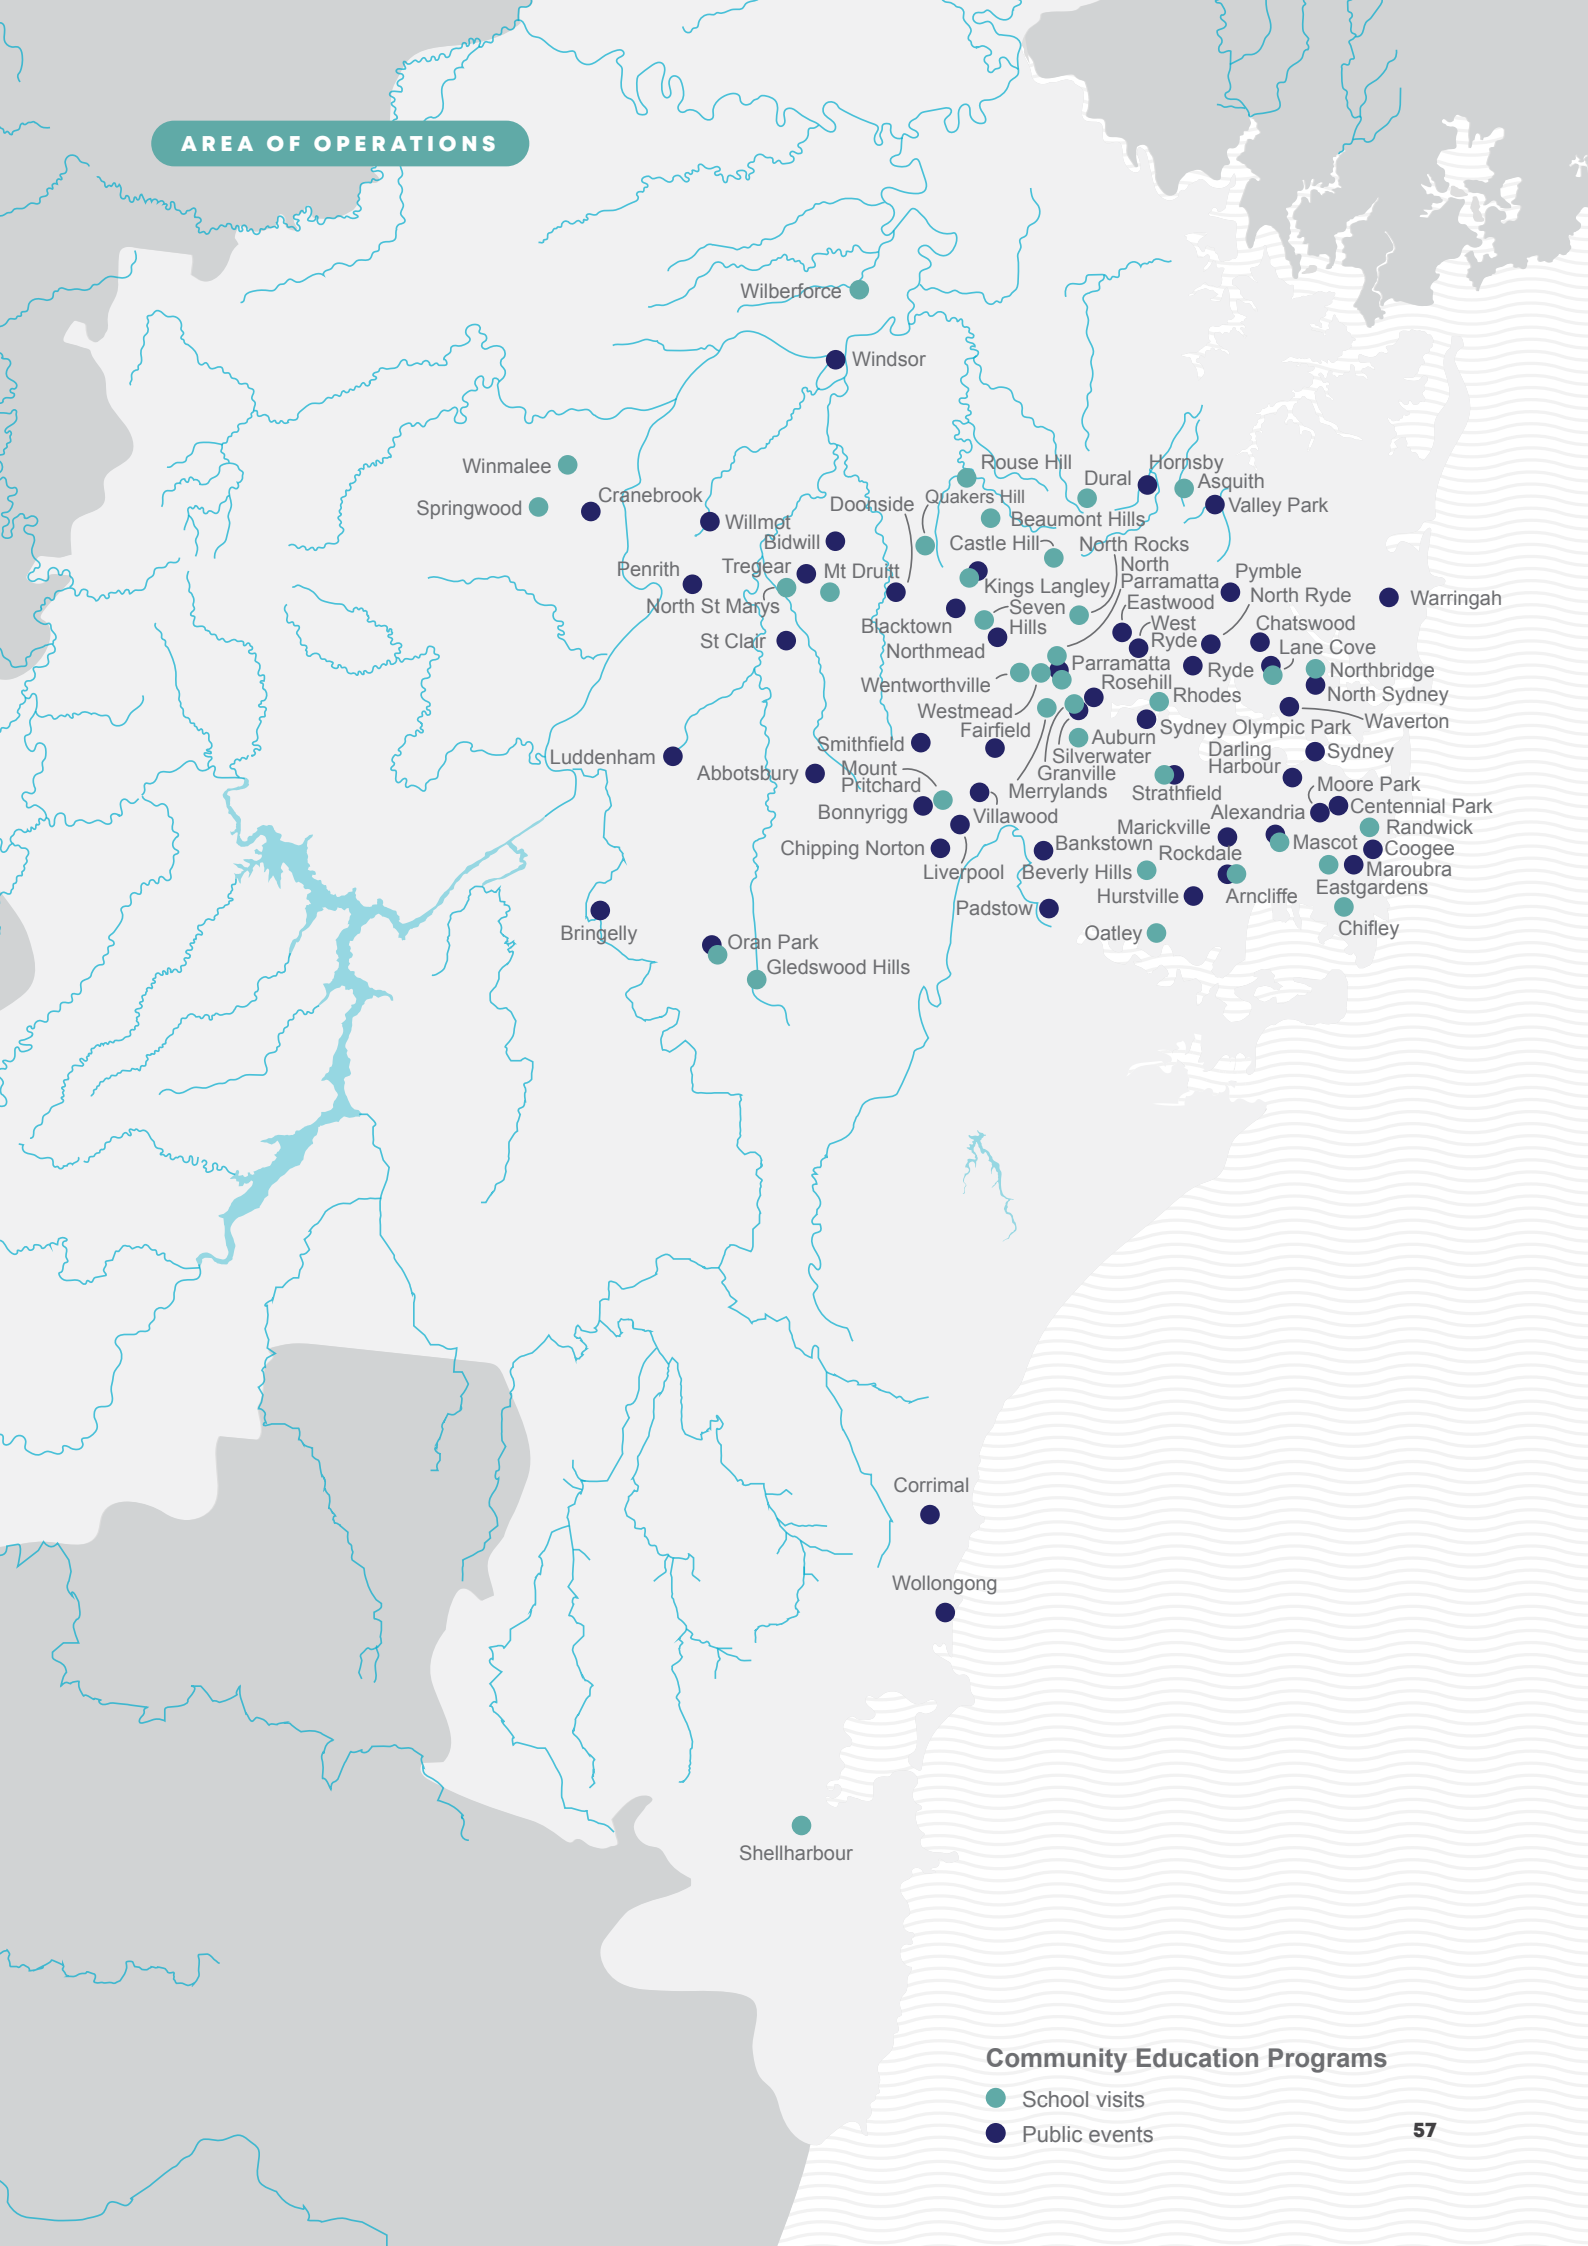 AREA OF OPERATIONS
Wilberforce
Windsor
Winmalee
Springwood
Cranebrook
Rouse Hill
Hornsby
Dural
Asquith
Quakers Hill
Doonside
Valley Park
Willmot
Beaumont Hills
Bidwill
Castle Hill
North Rocks
Penrith
Tregear
Mt Druitt
North
Parramatta
Pymble
Kings Langley
North Ryde
Warringah
North St Marys
Seven
Hills
Eastwood
Blacktown
West
Ryde
Chatswood
St Clair
Northmead
Lane Cove
Parramatta
Ryde
Northbridge
Wentworthville
Rosehill
Rhodes
North Sydney
Westmead
Waverton
Fairfield
Sydney Olympic Park
Auburn
Smithfield
Darling
Harbour
Sydney
Luddenham
Silverwater
Abbotsbury
Mount
Pritchard
Granville
Merrylands
Strathfield
Moore Park
Bonnyrigg
Villawood
Alexandria
Centennial Park
Marickville
Randwick
Chipping Norton
Bankstown
Mascot
Coogee
Rockdale
Liverpool
Beverly Hills
Maroubra
Eastgardens
Hurstville
Arncliffe
Padstow
Bringelly
Oatley
Chifley
Oran Park
Gledswood Hills
Corrimal
Wollongong
Shellharbour
Community Education Programs
School visits
Public events
57